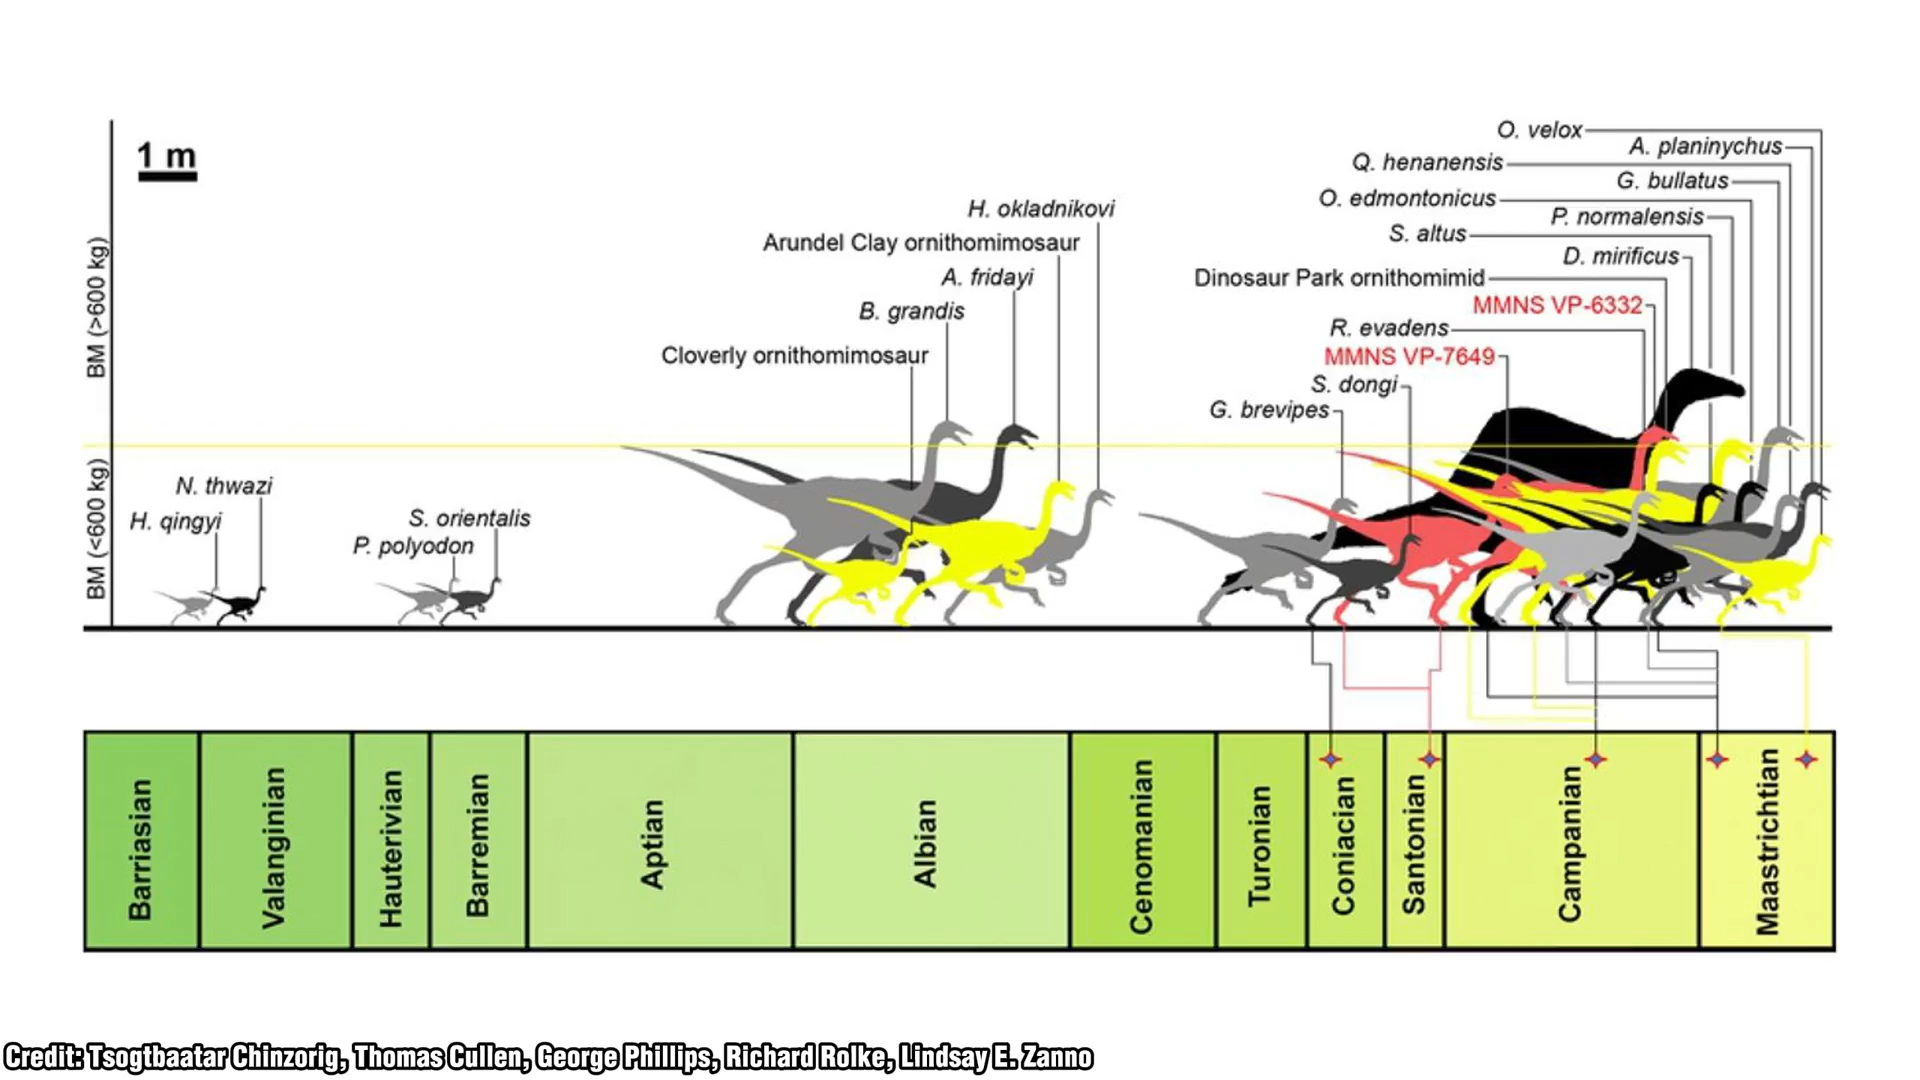 O. velox
A. planinychus
1 m
Q. henanensis
G. bullatus
O. edmontonicus
H. okladnikovi
P. normalensis
S. altus
Arundel Clay ornithomimosaur
D. mirificus
A. fridayi
Dinosaur Park ornithomimid
MMNS VP-6332
B. grandis
R. evadens
Cloverly ornithomimosaur
MMNS VP-7649
S. dongi
G. brevipes
BM (>600 kg)
BM (<600 kg)
N. thwazi
H. qingyi
S. orientalis
P. polyodon
Barriasian
Valanginian
Hauterivian
Barremian
Aptian
Albian
Cenomanian
Turonian
Coniacian
Santonian
Campanian
Maastrichtian
Credit: Tsogtbaatar Chinzorig, Thomas Cullen, George Phillips, Richard Rolke, Lindsay E. Zanno